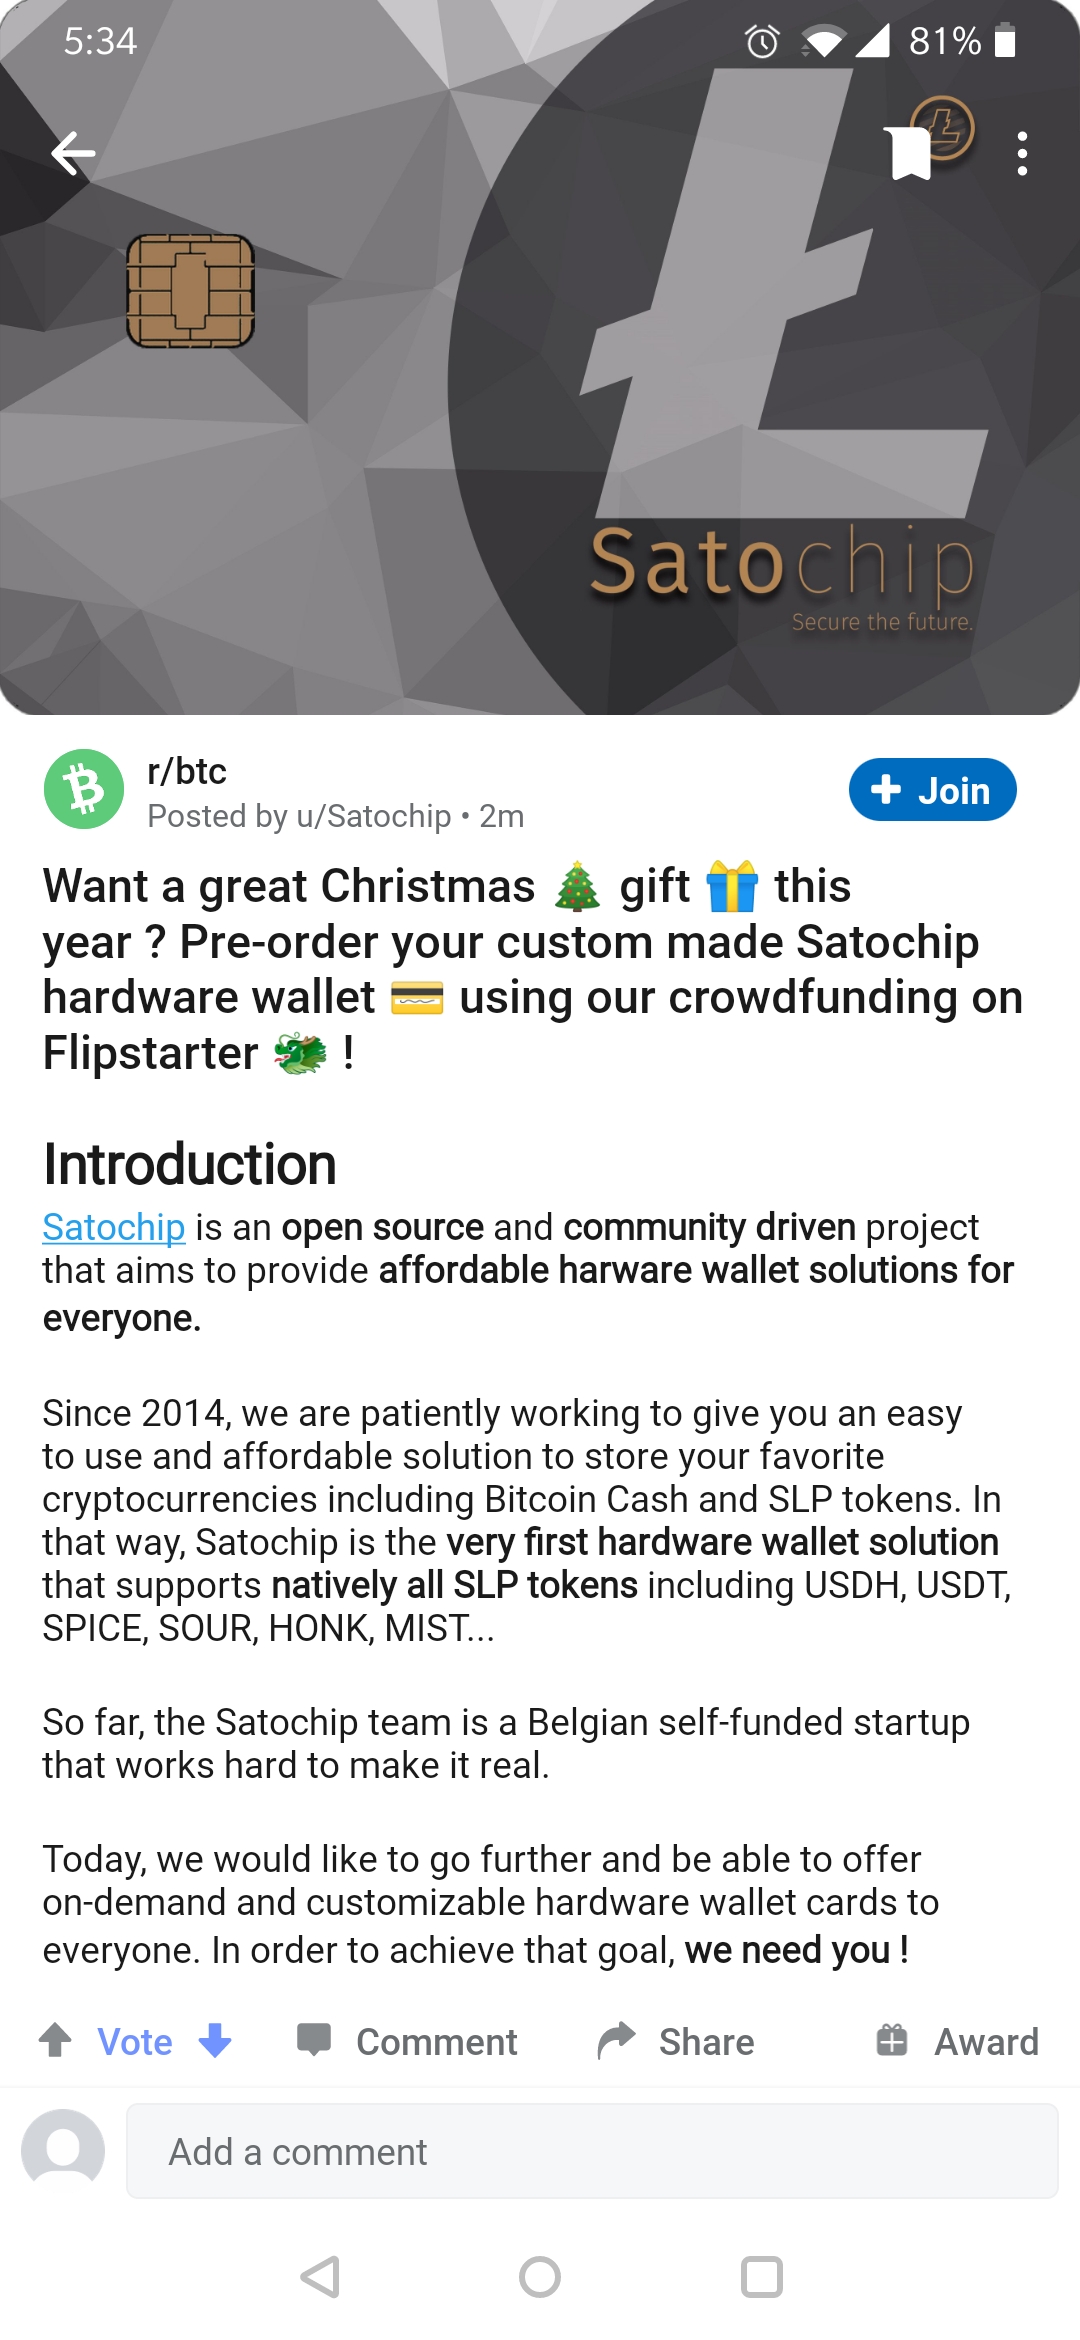 5:34
81%
Satochip
Secure the future.
r/btc
Posted by u/Satochip • 2m
Join
Want a great Christmas 🎄 gift 🎁 this
year ? Pre-order your custom made Satochip
hardware wallet 💳 using our crowdfunding on
Flipstarter 🐲 !
Introduction
Satochip is an open source and community driven project
that aims to provide affordable harware wallet solutions for
everyone.
Since 2014, we are patiently working to give you an easy
to use and affordable solution to store your favorite
cryptocurrencies including Bitcoin Cash and SLP tokens. In
that way, Satochip is the very first hardware wallet solution
that supports natively all SLP tokens including USDH, USDT,
SPICE, SOUR, HONK, MIST...
So far, the Satochip team is a Belgian self-funded startup
that works hard to make it real.
Today, we would like to go further and be able to offer
on-demand and customizable hardware wallet cards to
everyone. In order to achieve that goal, we need you !
Vote Comment Share Award
Add a comment